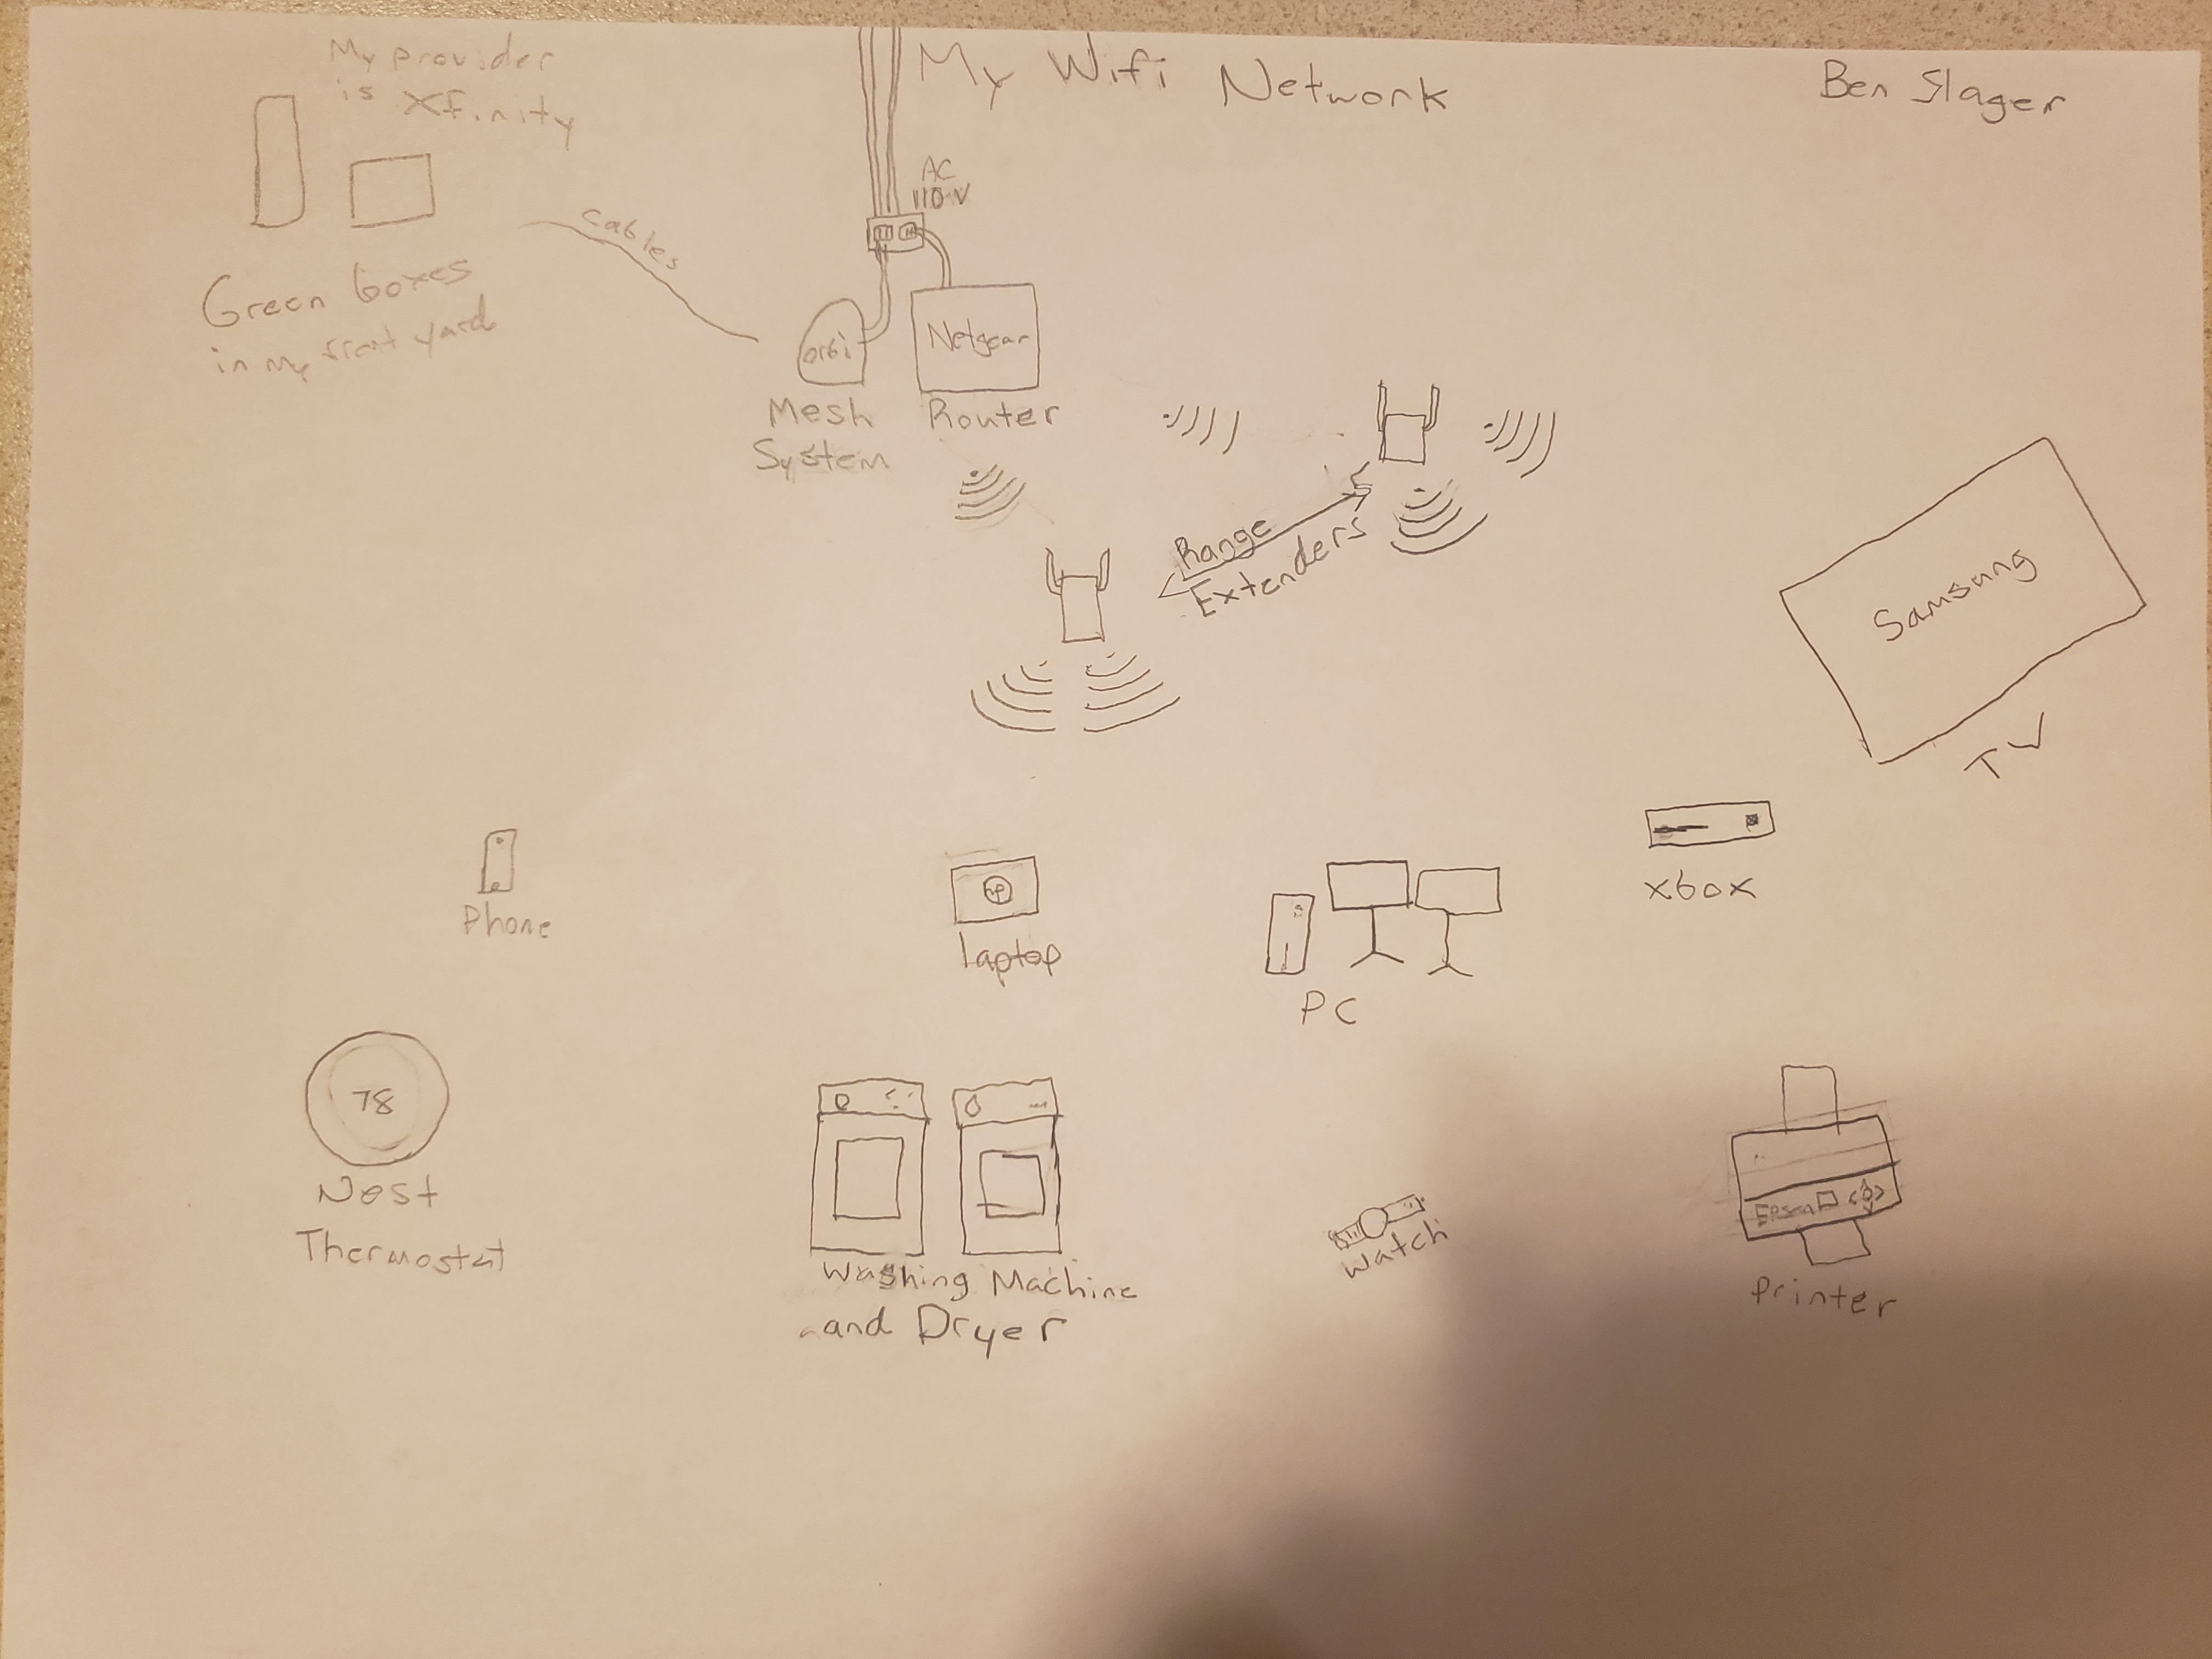 My Wifi Network
Ben Slager
My provider
is Xfinity
Green boxes
in my front yard
Cables
AC
110V
orbi
Mesh
System
Netgear
Router
Range
Extenders
Samsung
TV
Phone
hp
laptop
PC
Xbox
78
Nest
Thermostat
Washing Machine
and Dryer
Watch
Epson
Printer